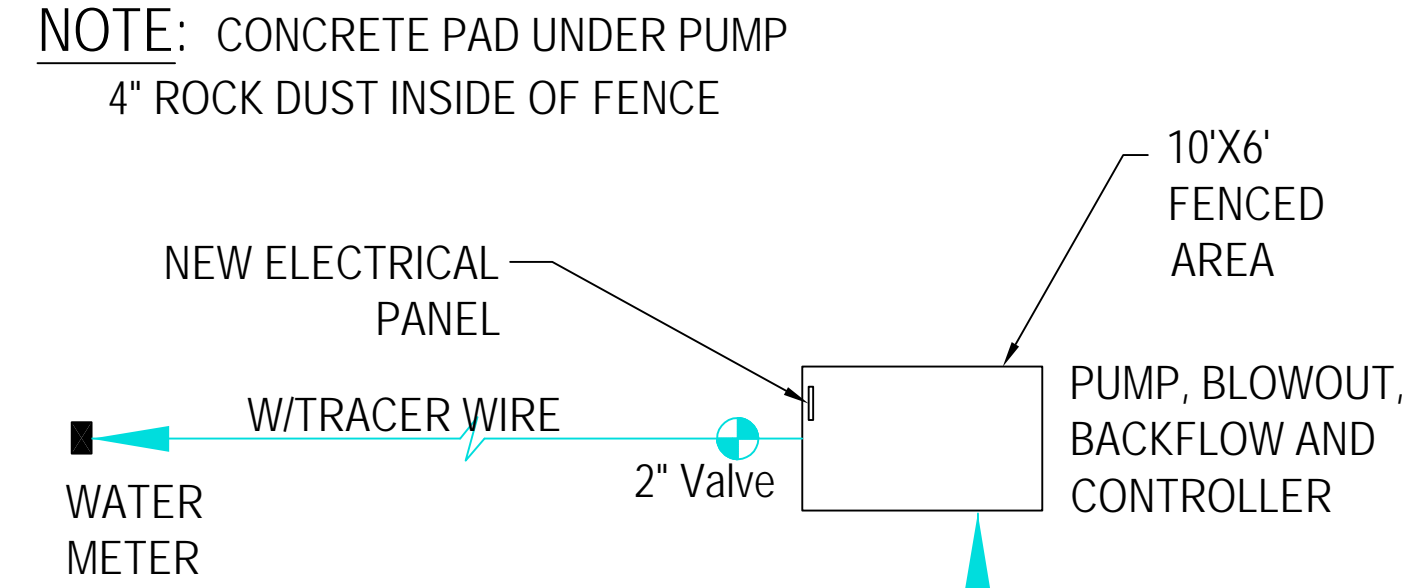 NOTE: CONCRETE PAD UNDER PUMP
4" ROCK DUST INSIDE OF FENCE
10'X6'
FENCED
AREA
NEW ELECTRICAL
PANEL
PUMP, BLOWOUT,
BACKFLOW AND
CONTROLLER
W/TRACER WIRE
2" Valve
WATER
METER